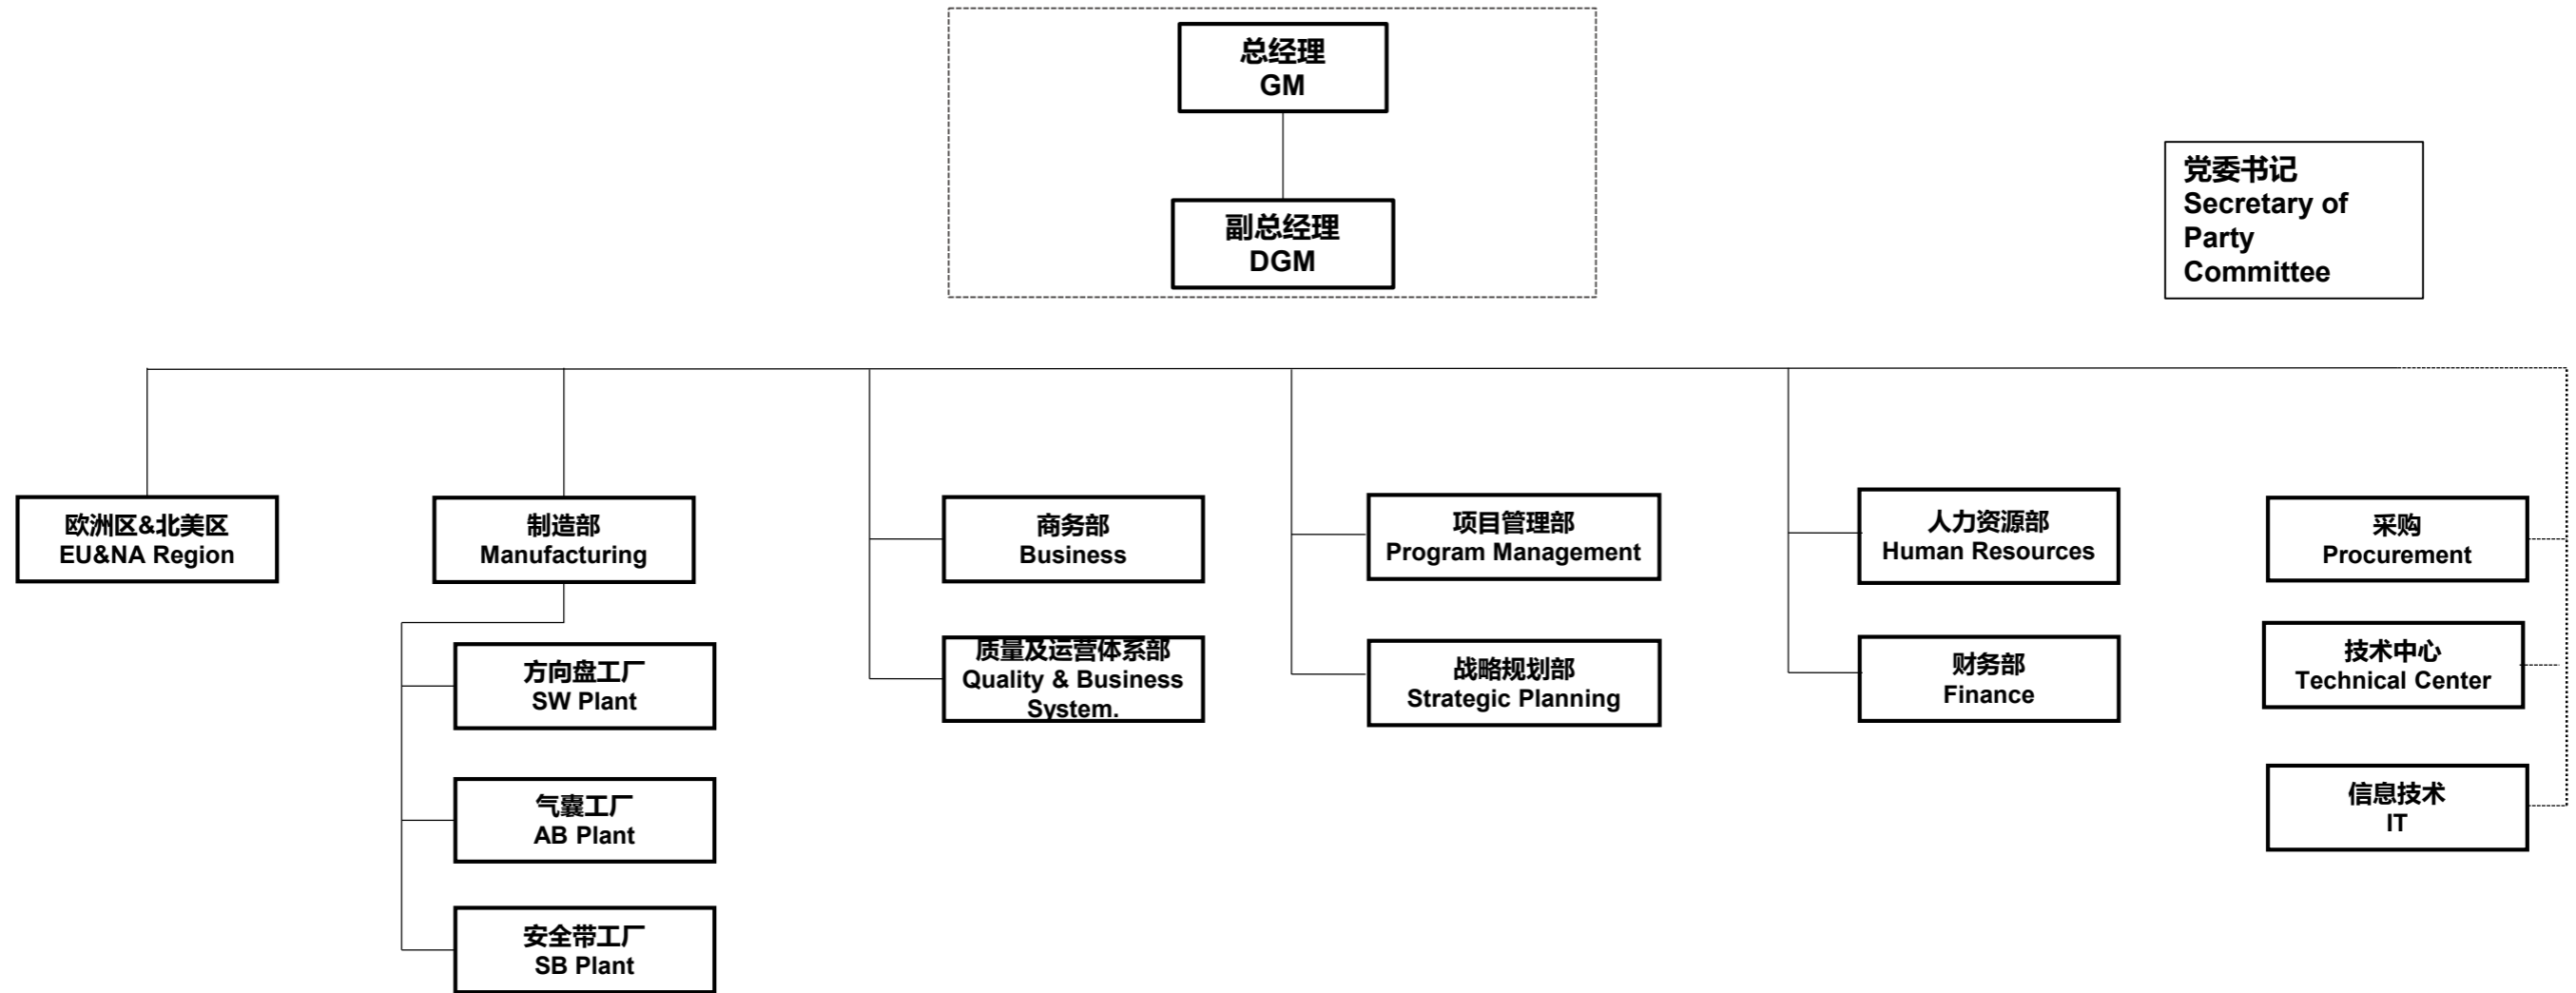 总经理
GM
副总经理
DGM
党委书记
Secretary of
Party
Committee
欧洲区&北美区
EU&NA Region
制造部
Manufacturing
方向盘工厂
SW Plant
气囊工厂
AB Plant
安全带工厂
SB Plant
商务部
Business
质量及运营体系部
Quality & Business
System.
项目管理部
Program Management
战略规划部
Strategic Planning
人力资源部
Human Resources
财务部
Finance
采购
Procurement
技术中心
Technical Center
信息技术
IT